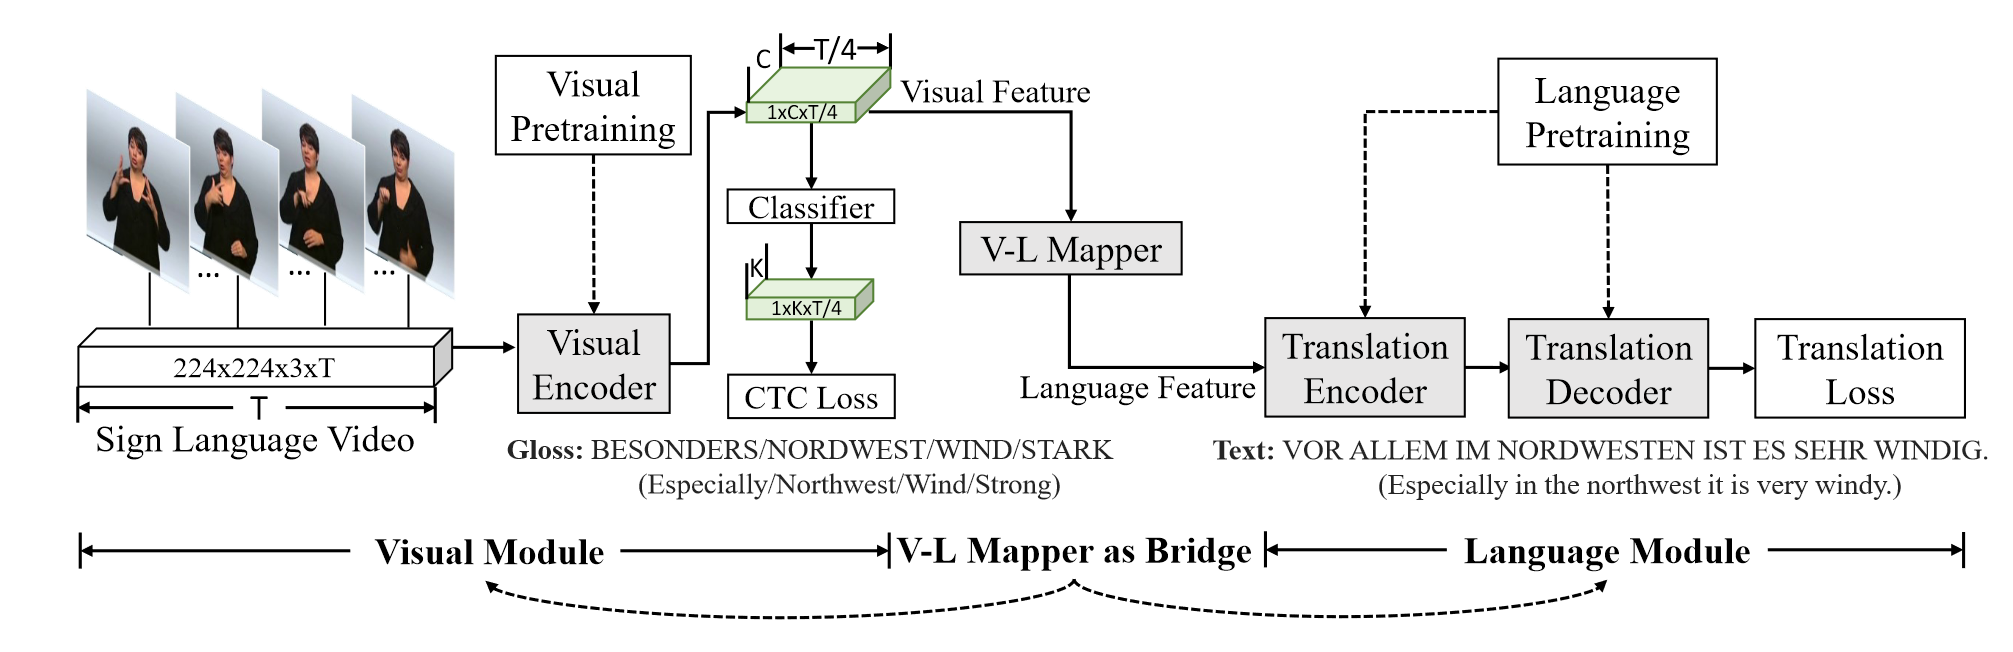 Visual
Pretraining
C
T/4
1xCxT/4
Visual Feature
Language
Pretraining
Classifier
V-L Mapper
K
1xKxT/4
...
...
...
224x224x3xT
T
Sign Language Video
Visual
Encoder
CTC Loss
Language Feature
Translation
Encoder
Translation
Decoder
Translation
Loss
Gloss: BESONDERS/NORDWEST/WIND/STARK
(Especially/Northwest/Wind/Strong)
Text: VOR ALLEM IM NORDWESTEN IST ES SEHR WINDIG.
(Especially in the northwest it is very windy.)
Visual Module
V-L Mapper as Bridge
Language Module